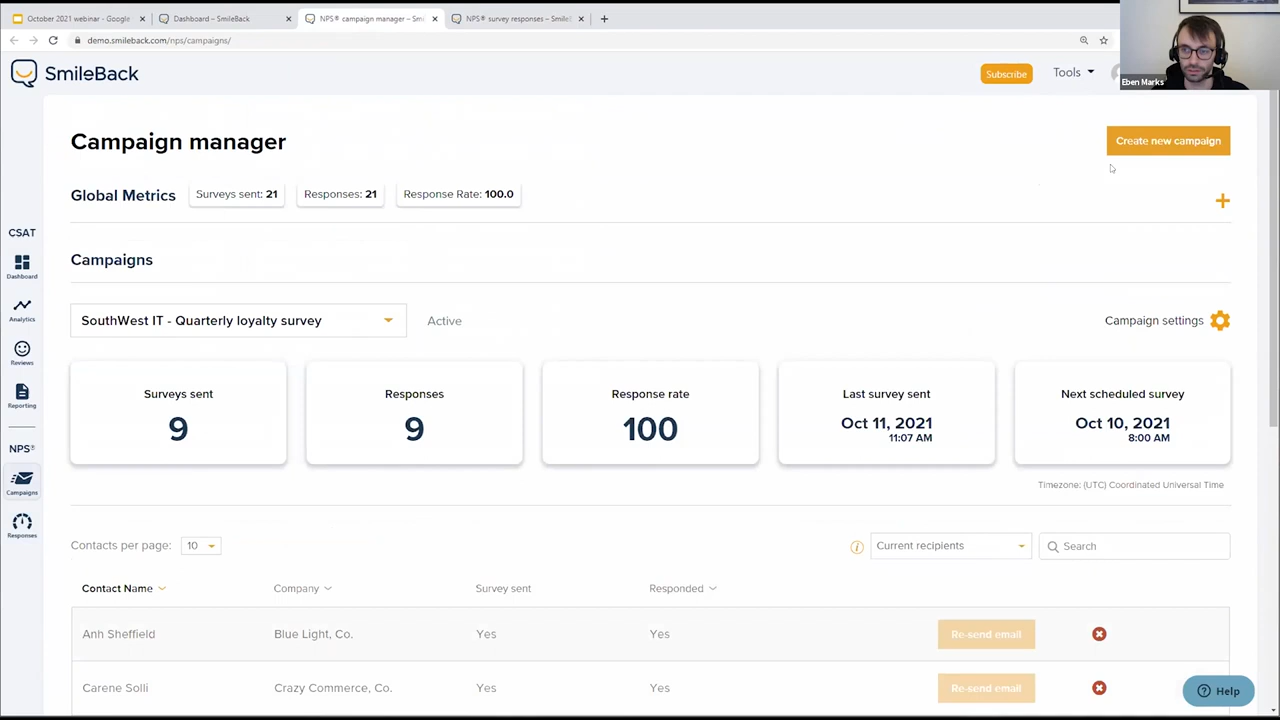 October 2021 webinar - Google
Dashboard – SmileBack
NPS® campaign manager – Smi
NPS® survey responses – Smile
demo.smileback.com/nps/campaigns/
SmileBack
Subscribe
Tools
Eben Marks
Campaign manager
Create new campaign
Global Metrics
Surveys sent: 21
Responses: 21
Response Rate: 100.0
CSAT
Dashboard
Analytics
Reviews
Reporting
NPS®
Campaigns
Responses
Campaigns
SouthWest IT - Quarterly loyalty survey
Active
Campaign settings
Surveys sent
9
Responses
9
Response rate
100
Last survey sent
Oct 11, 2021
11:07 AM
Next scheduled survey
Oct 10, 2021
8:00 AM
Timezone: (UTC) Coordinated Universal Time
Contacts per page: 10
Current recipients
Search
Contact Name Company Survey sent Responded
Anh Sheffield Blue Light, Co. Yes Yes Re-send email
Carene Solli Crazy Commerce, Co. Yes Yes Re-send email
Help